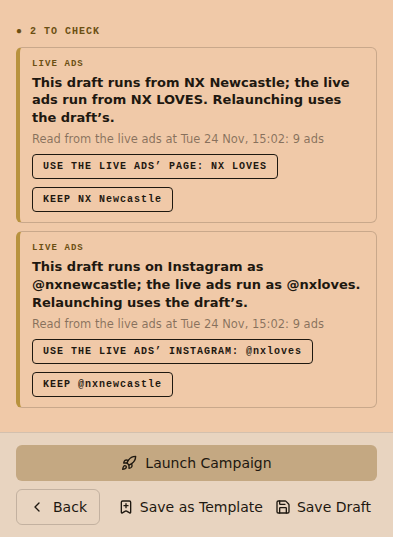 ● 2 TO CHECK
LIVE ADS
This draft runs from NX Newcastle; the live
ads run from NX LOVES. Relaunching uses
the draft’s.
Read from the live ads at Tue 24 Nov, 15:02: 9 ads
USE THE LIVE ADS’ PAGE: NX LOVES
KEEP NX Newcastle
LIVE ADS
This draft runs on Instagram as
@nxnewcastle; the live ads run as @nxloves.
Relaunching uses the draft’s.
Read from the live ads at Tue 24 Nov, 15:02: 9 ads
USE THE LIVE ADS’ INSTAGRAM: @nxloves
KEEP @nxnewcastle
Launch Campaign
Back Save as Template Save Draft